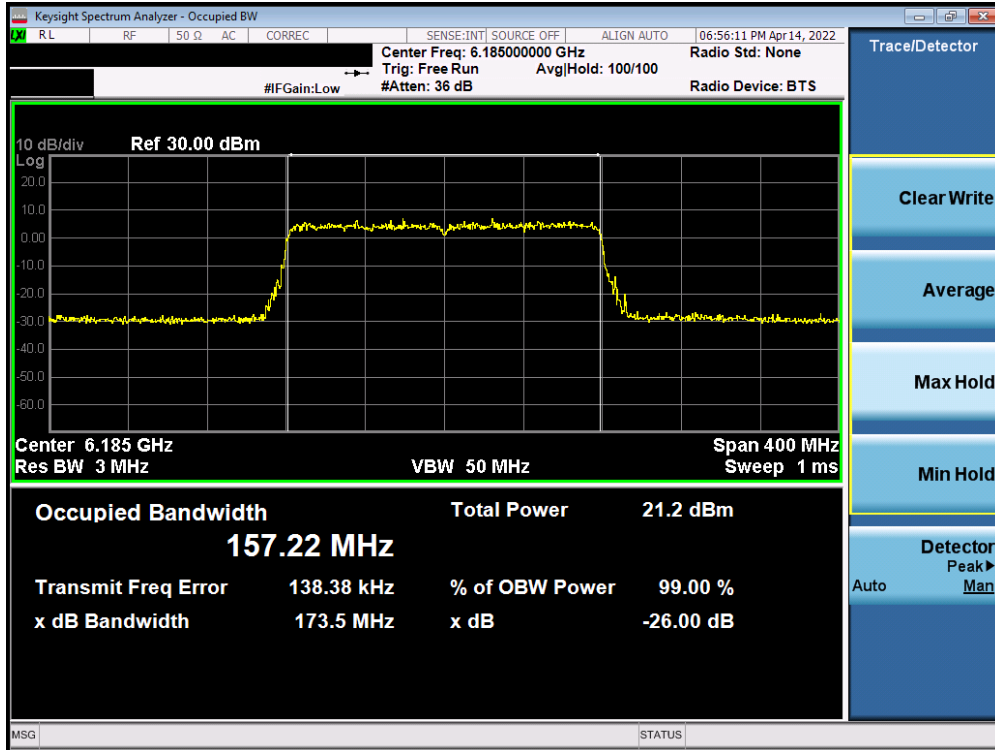 Keysight Spectrum Analyzer - Occupied BW
LXI RL RF 50 Ω AC CORREC SENSE:INT SOURCE OFF ALIGN AUTO 06:56:11 PM Apr 14, 2022
Center Freq: 6.185000000 GHz Radio Std: None
Trig: Free Run Avg|Hold: 100/100
#IFGain:Low #Atten: 36 dB Radio Device: BTS
Trace/Detector
10 dB/div Ref 30.00 dBm
Log
20.0
10.0
0.00
-10.0
-20.0
-30.0
-40.0
-50.0
-60.0
Center 6.185 GHz Span 400 MHz
Res BW 3 MHz VBW 50 MHz Sweep 1 ms
Occupied Bandwidth Total Power 21.2 dBm
157.22 MHz
Transmit Freq Error 138.38 kHz % of OBW Power 99.00 %
x dB Bandwidth 173.5 MHz x dB -26.00 dB
Clear Write
Average
Max Hold
Min Hold
Detector
Peak▶
Auto Man
MSG STATUS